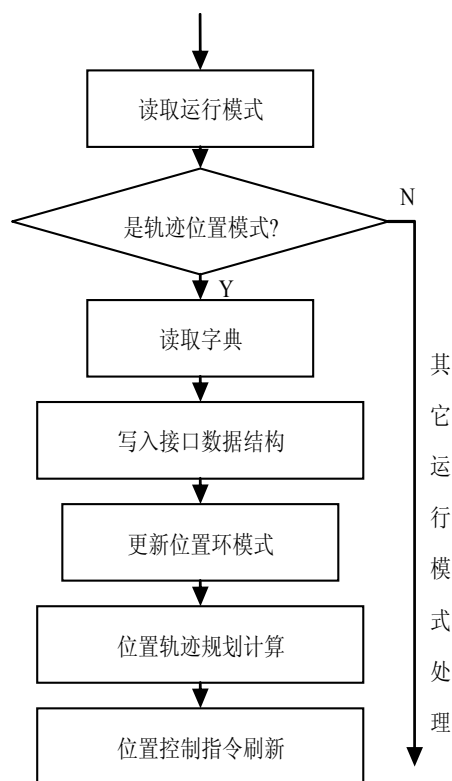 读取运行模式
N
是轨迹位置模式?
Y
读取字典
写入接口数据结构
更新位置环模式
位置轨迹规划计算
位置控制指令刷新
其它运行模式处理